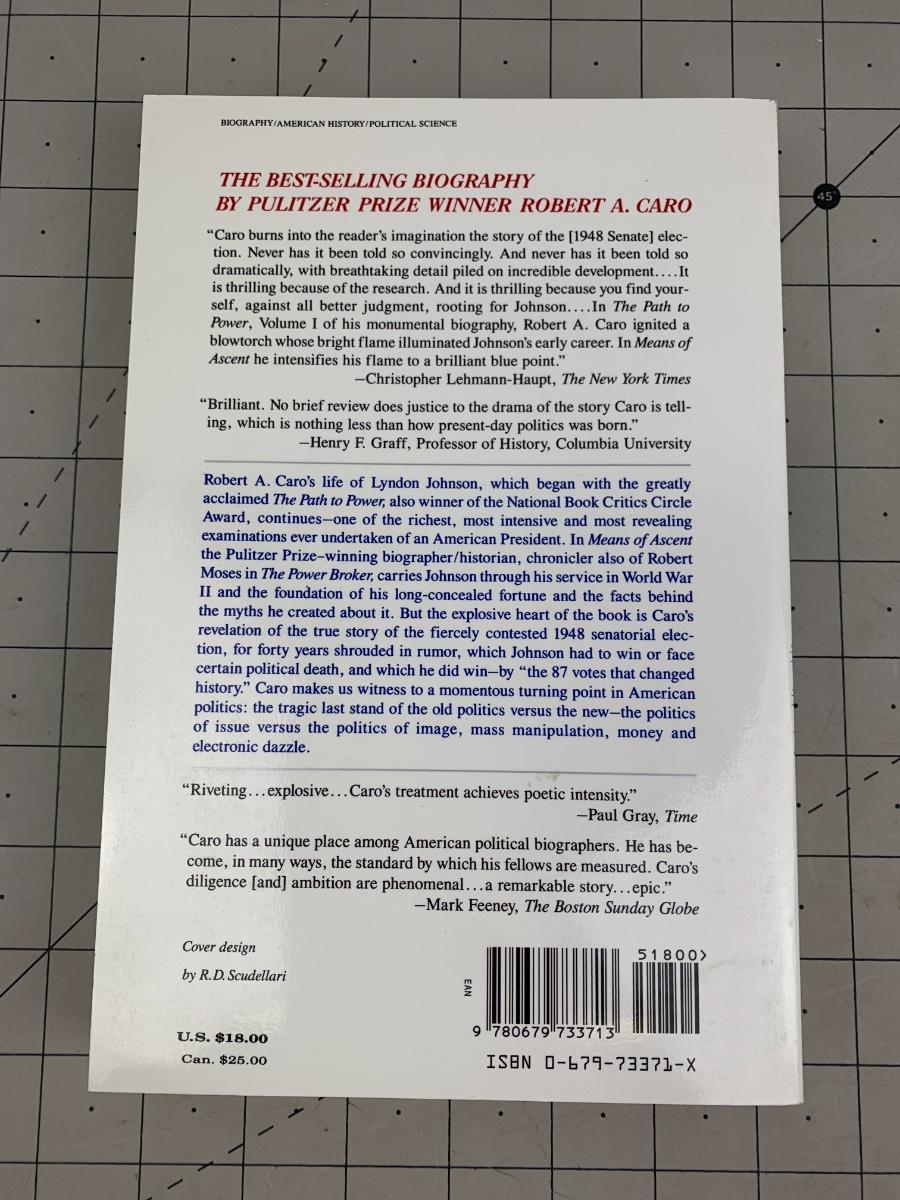 BIOGRAPHY/AMERICAN HISTORY/POLITICAL SCIENCE
THE BEST-SELLING BIOGRAPHY
BY PULITZER PRIZE WINNER ROBERT A. CARO
“Caro burns into the reader’s imagination the story of the [1948 Senate] elec-
tion. Never has it been told so convincingly. And never has it been told so
dramatically, with breathtaking detail piled on incredible development....It
is thrilling because of the research. And it is thrilling because you find your-
self, against all better judgment, rooting for Johnson....In The Path to
Power, Volume I of his monumental biography, Robert A. Caro ignited a
blowtorch whose bright flame illuminated Johnson’s early career. In Means of
Ascent he intensifies his flame to a brilliant blue point.”
—Christopher Lehmann-Haupt, The New York Times
“Brilliant. No brief review does justice to the drama of the story Caro is tell-
ing, which is nothing less than how present-day politics was born.”
—Henry F. Graff, Professor of History, Columbia University
Robert A. Caro’s life of Lyndon Johnson, which began with the greatly
acclaimed The Path to Power, also winner of the National Book Critics Circle
Award, continues—one of the richest, most intensive and most revealing
examinations ever undertaken of an American President. In Means of Ascent
the Pulitzer Prize–winning biographer/historian, chronicler also of Robert
Moses in The Power Broker, carries Johnson through his service in World War
II and the foundation of his long-concealed fortune and the facts behind
the myths he created about it. But the explosive heart of the book is Caro’s
revelation of the true story of the fiercely contested 1948 senatorial elec-
tion, for forty years shrouded in rumor, which Johnson had to win or face
certain political death, and which he did win—by “the 87 votes that changed
history.” Caro makes us witness to a momentous turning point in American
politics: the tragic last stand of the old politics versus the new—the politics
of issue versus the politics of image, mass manipulation, money and
electronic dazzle.
“Riveting...explosive...Caro’s treatment achieves poetic intensity.”
—Paul Gray, Time
“Caro has a unique place among American political biographers. He has be-
come, in many ways, the standard by which his fellows are measured. Caro’s
diligence [and] ambition are phenomenal...a remarkable story...epic.”
—Mark Feeney, The Boston Sunday Globe
Cover design
by R.D. Scudellari
U.S. $18.00
Can. $25.00
EAN
51800>
9 780679 733713
ISBN 0-679-73371-X
45°